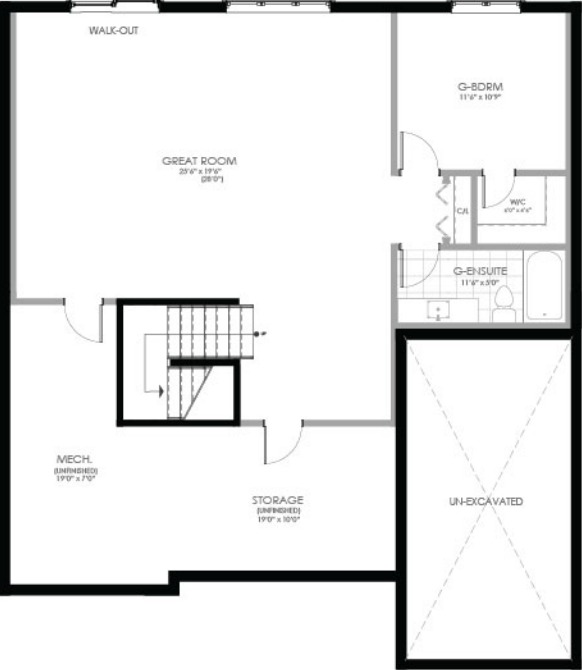 WALK-OUT
G-BDRM
11'6" x 10'9"
GREAT ROOM
25'6" x 19'6"
(28'0")
W/C
C/L
G-ENSUITE
11'6" x 5'0"
MECH.
(UNFINISHED)
19'0" x 7'0"
STORAGE
(UNFINISHED)
19'0" x 10'0"
UN-EXCAVATED